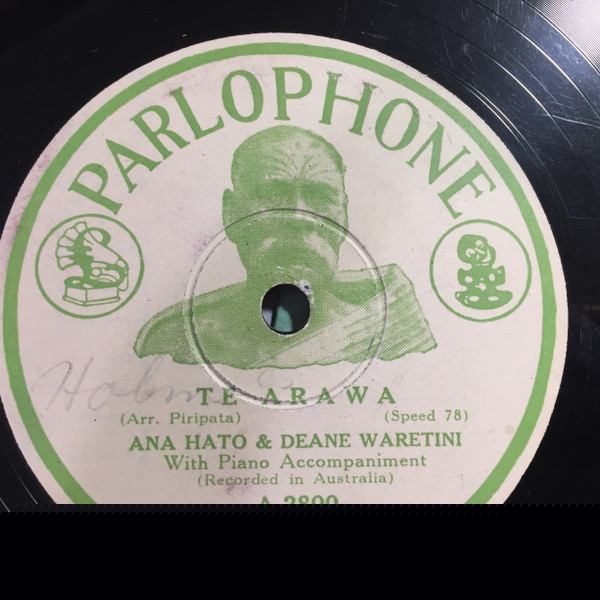 PARLOPHONE
TE ARAWA
(Arr. Piripata) (Speed 78)
ANA HATO & DEANE WARETINI
With Piano Accompaniment
(Recorded in Australia)